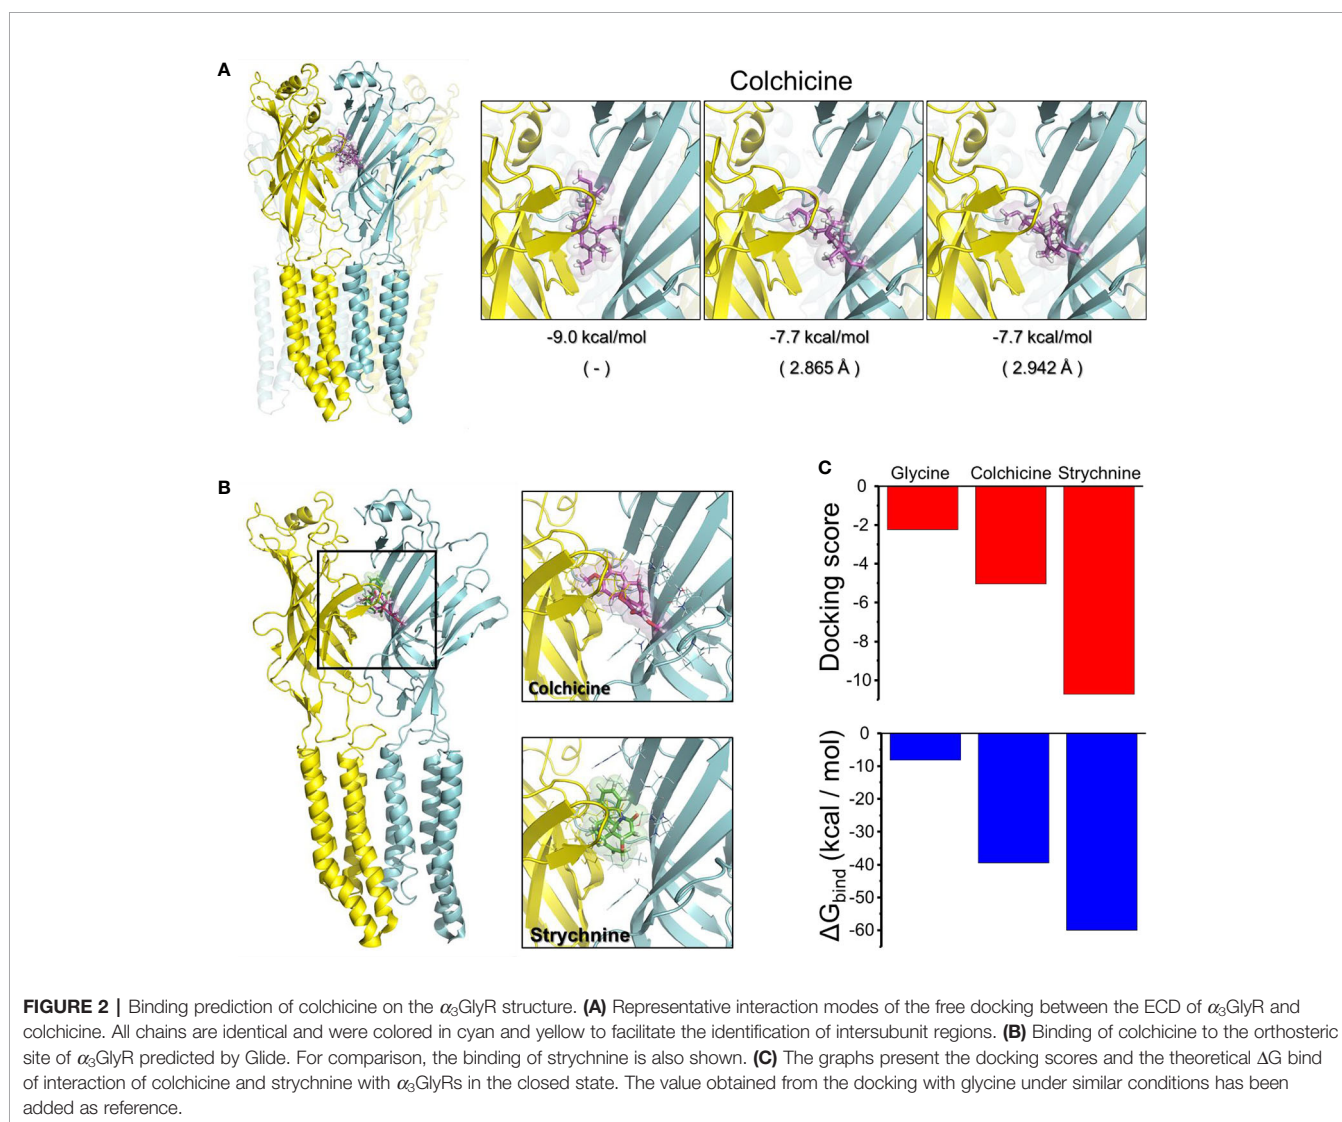 A
Colchicine
-9.0 kcal/mol
-7.7 kcal/mol
-7.7 kcal/mol
( - )
( 2.865 Å )
( 2.942 Å )
B
Colchicine
Strychnine
C
Glycine
Colchicine
Strychnine
0
-2
-4
-6
-8
-10
Docking score
0
-10
-20
-30
-40
-50
-60
ΔGbind (kcal / mol)
FIGURE 2 | Binding prediction of colchicine on the α3GlyR structure. (A) Representative interaction modes of the free docking between the ECD of α3GlyR and
colchicine. All chains are identical and were colored in cyan and yellow to facilitate the identification of intersubunit regions. (B) Binding of colchicine to the orthosteric
site of α3GlyR predicted by Glide. For comparison, the binding of strychnine is also shown. (C) The graphs present the docking scores and the theoretical ΔG bind
of interaction of colchicine and strychnine with α3GlyRs in the closed state. The value obtained from the docking with glycine under similar conditions has been
added as reference.